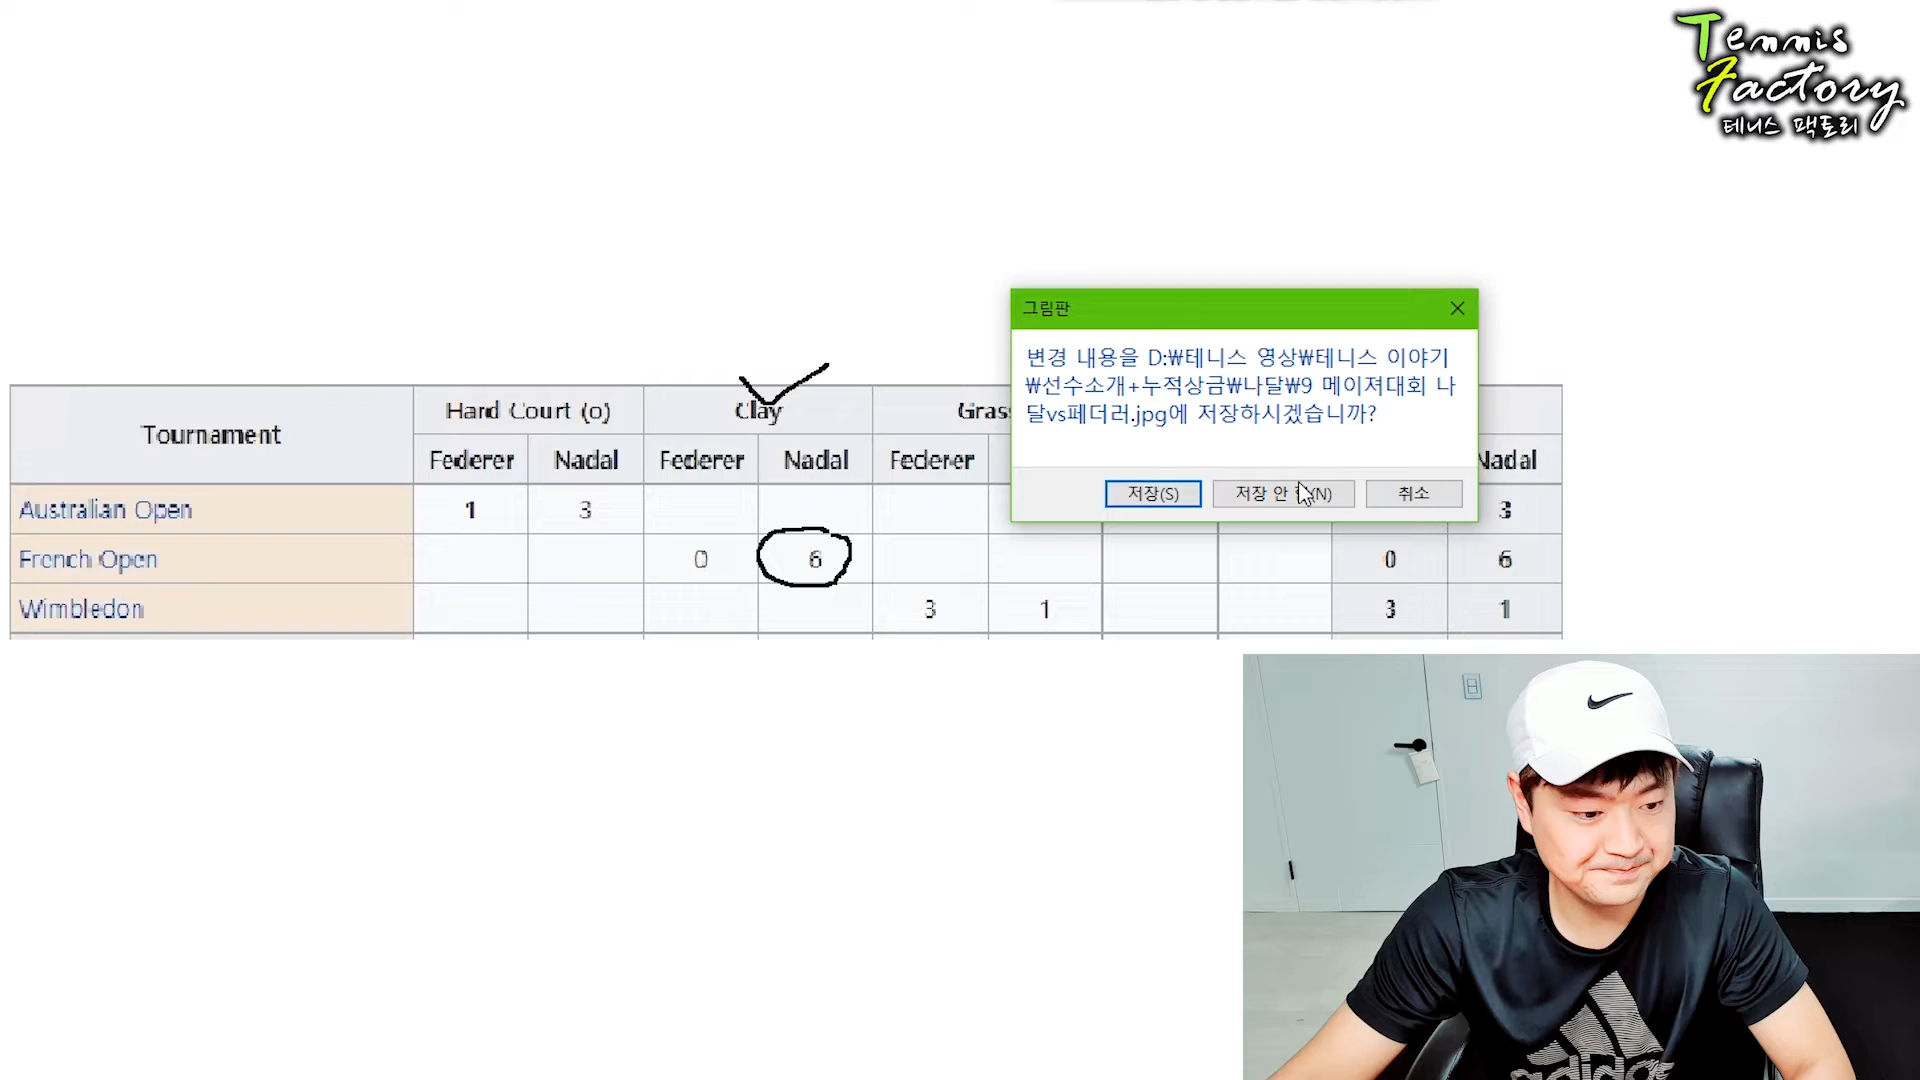 Tennis
Factory
테니스 팩토리
그림판
변경 내용을 D:₩테니스 영상₩테니스 이야기
₩선수소개+누적상금₩나달₩9 메이져대회 나
달vs페더러.jpg에 저장하시겠습니까?
저장(S) 저장 안 (N) 취소
Tournament Hard Court (o) Clay
Federer Nadal Federer Nadal Federer Nadal
Australian Open 1 3 3
French Open 0 6 0 6
Wimbledon 3 1 3 1
adidas